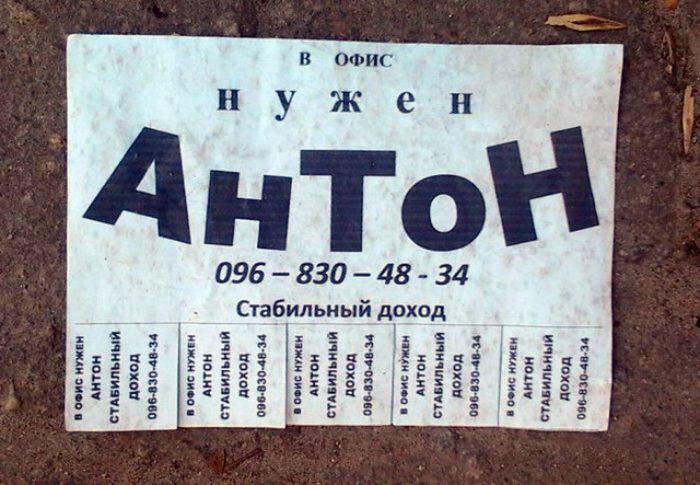 В ОФИС
нужен
АнТоН
096 – 830 – 48 - 34
Стабильный доход
В ОФИС НУЖЕН
АНТОН
СТАБИЛЬНЫЙ
ДОХОД
096-830-48-34
В ОФИС НУЖЕН
АНТОН
СТАБИЛЬНЫЙ
ДОХОД
096-830-48-34
В ОФИС НУЖЕН
АНТОН
СТАБИЛЬНЫЙ
ДОХОД
096-830-48-34
В ОФИС НУЖЕН
АНТОН
СТАБИЛЬНЫЙ
ДОХОД
096-830-48-34
В ОФИС НУЖЕН
АНТОН
СТАБИЛЬНЫЙ
ДОХОД
096-830-48-34